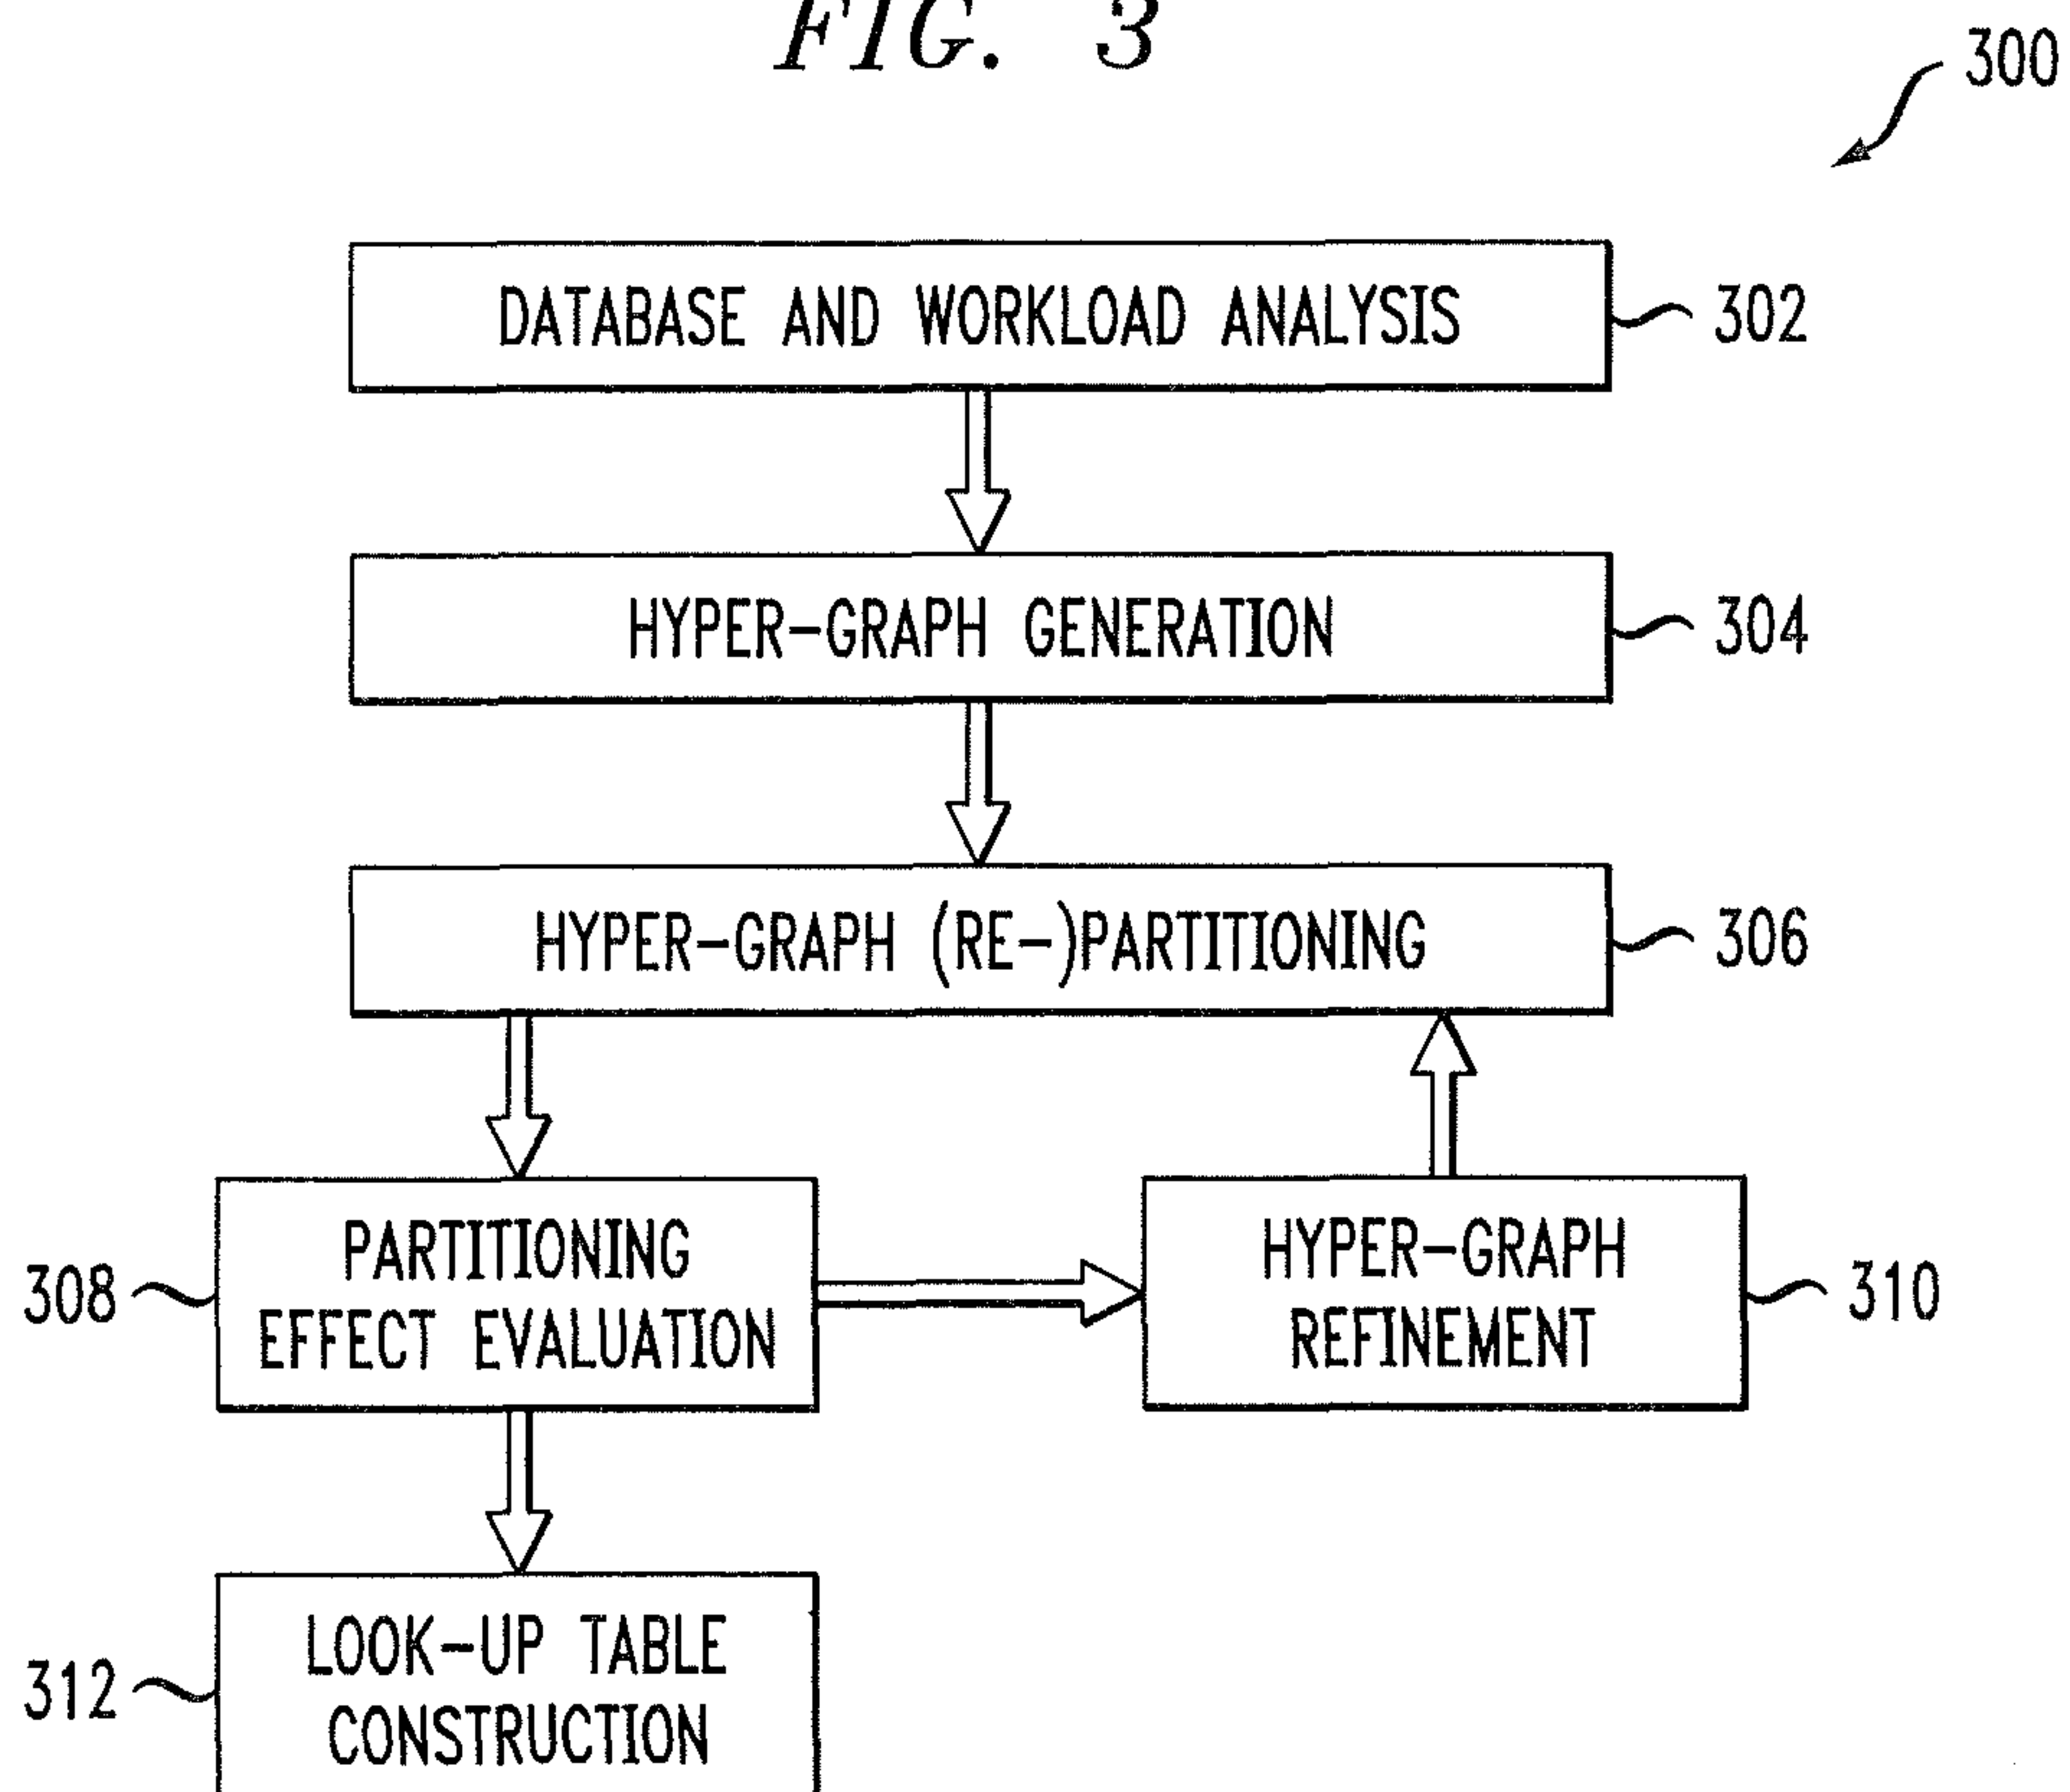 FIG. 3
300
DATABASE AND WORKLOAD ANALYSIS
302
HYPER-GRAPH GENERATION
304
HYPER-GRAPH (RE-)PARTITIONING
306
308
PARTITIONING
EFFECT EVALUATION
HYPER-GRAPH
REFINEMENT
310
312
LOOK-UP TABLE
CONSTRUCTION